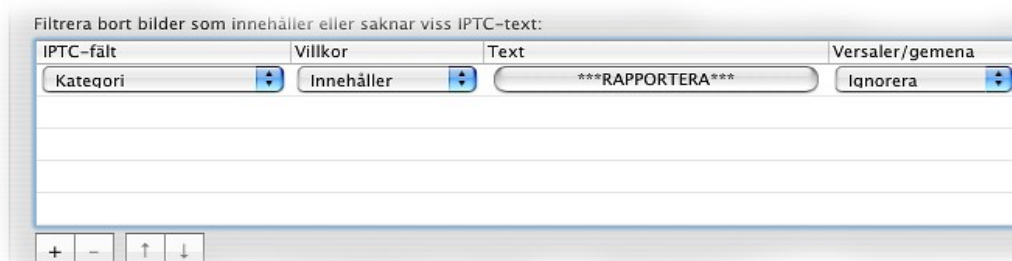 Filtrera bort bilder som innehåller eller saknar viss IPTC-text:
IPTC-fält Villkor Text Versaler/gemena
Kategori Innehåller ***RAPPORTERA*** Ignorera
+ - ↑ ↓